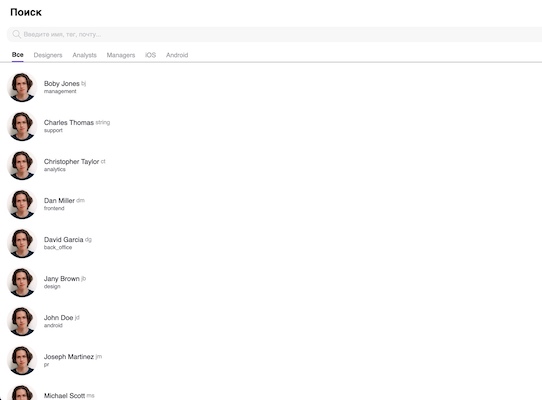 Поиск
Введите имя, тег, почту...
Все Designers Analysts Managers iOS Android
Boby Jones bj
management
Charles Thomas string
support
Christopher Taylor ct
analytics
Dan Miller dm
frontend
David Garcia dg
back_office
Jany Brown jb
design
John Doe jd
android
Joseph Martinez jm
pr
Michael Scott ms